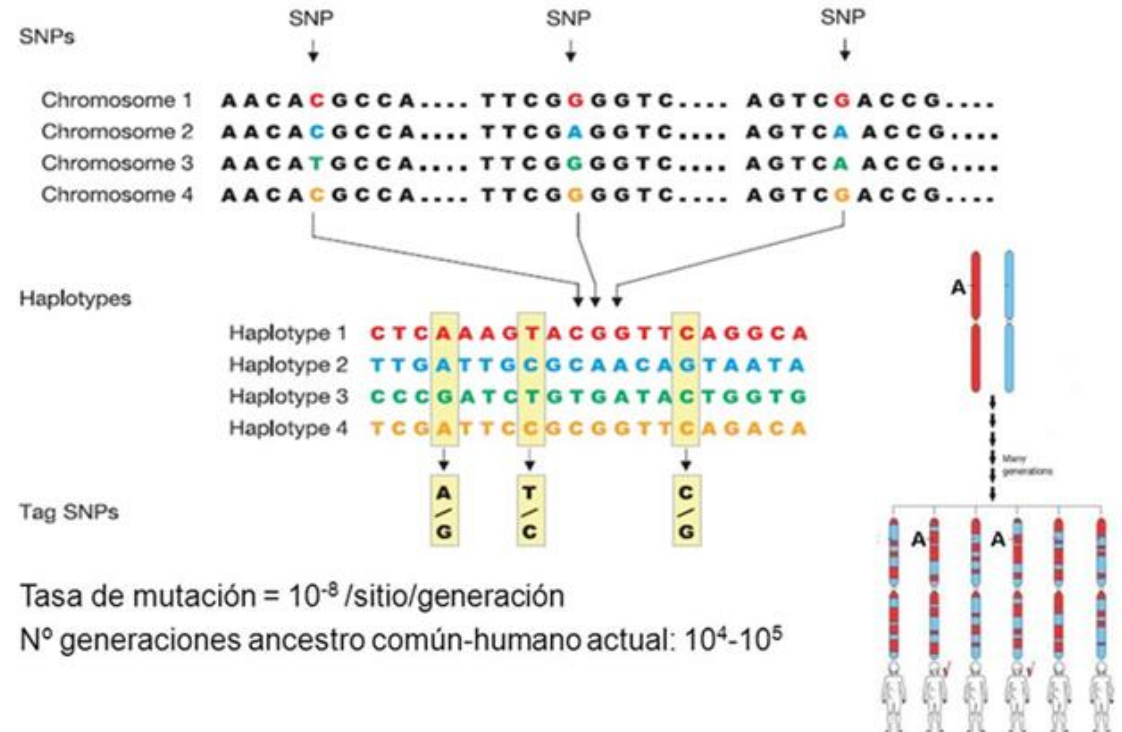 SNPs
SNP SNP SNP
Chromosome 1 AACACGCCA.... TTCGGGGTC.... AGTCGACCG....
Chromosome 2 AACACGCCA.... TTCGAGGTC.... AGTCAACCG....
Chromosome 3 AACATGCCA.... TTCGGGGTC.... AGTCAACCG....
Chromosome 4 AACACGCCA.... TTCGGGGTC.... AGTCGACCG....
Haplotypes
Haplotype 1 CTCAAAGTACGGTTCAGGCA
Haplotype 2 TTGATTGCGCAACAGTAATA
Haplotype 3 CCCGATCTGTGATACTGGTG
Haplotype 4 TCGATTCCGCGGTTCAGACA
A
Many
generations
Tag SNPs
A/G T/C C/G
A A
Tasa de mutación = 10⁻⁸ /sitio/generación
Nº generaciones ancestro común-humano actual: 10⁴-10⁵